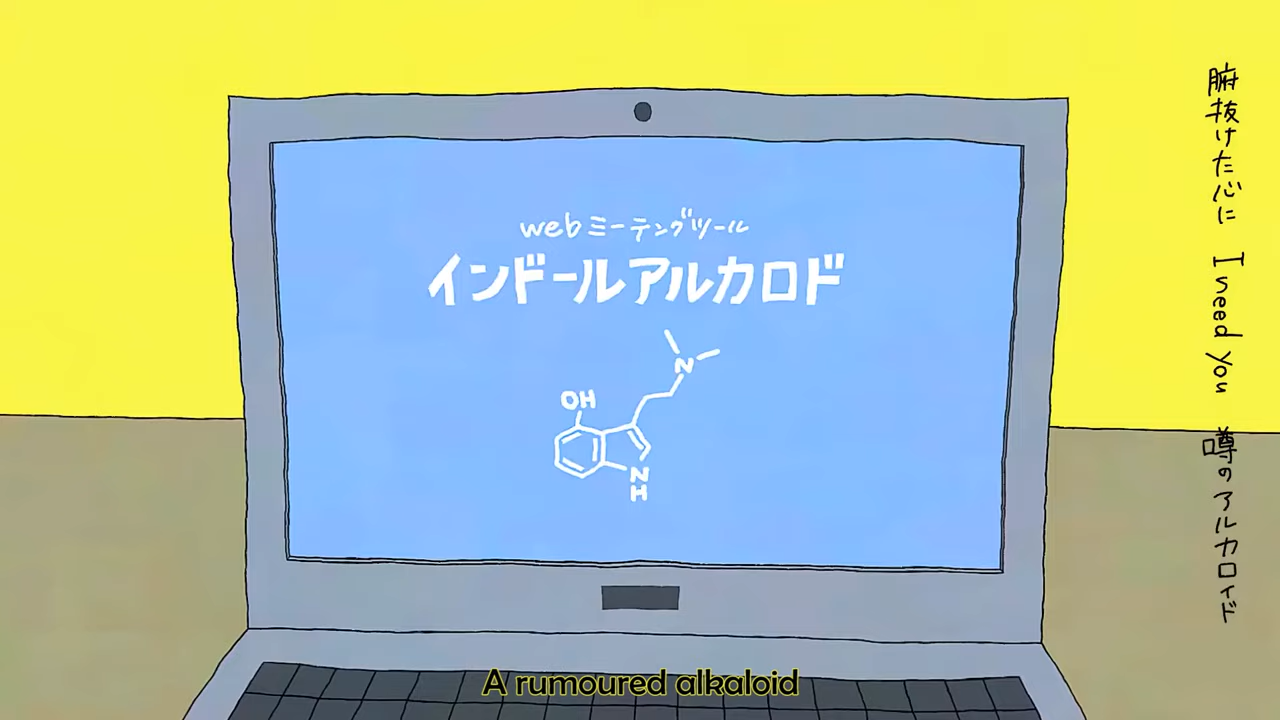 webミーティングツール
インドールアルカロド
OH
N
N
H
腑抜けた心に I need you 噂のアルカロイド
A rumoured alkaloid